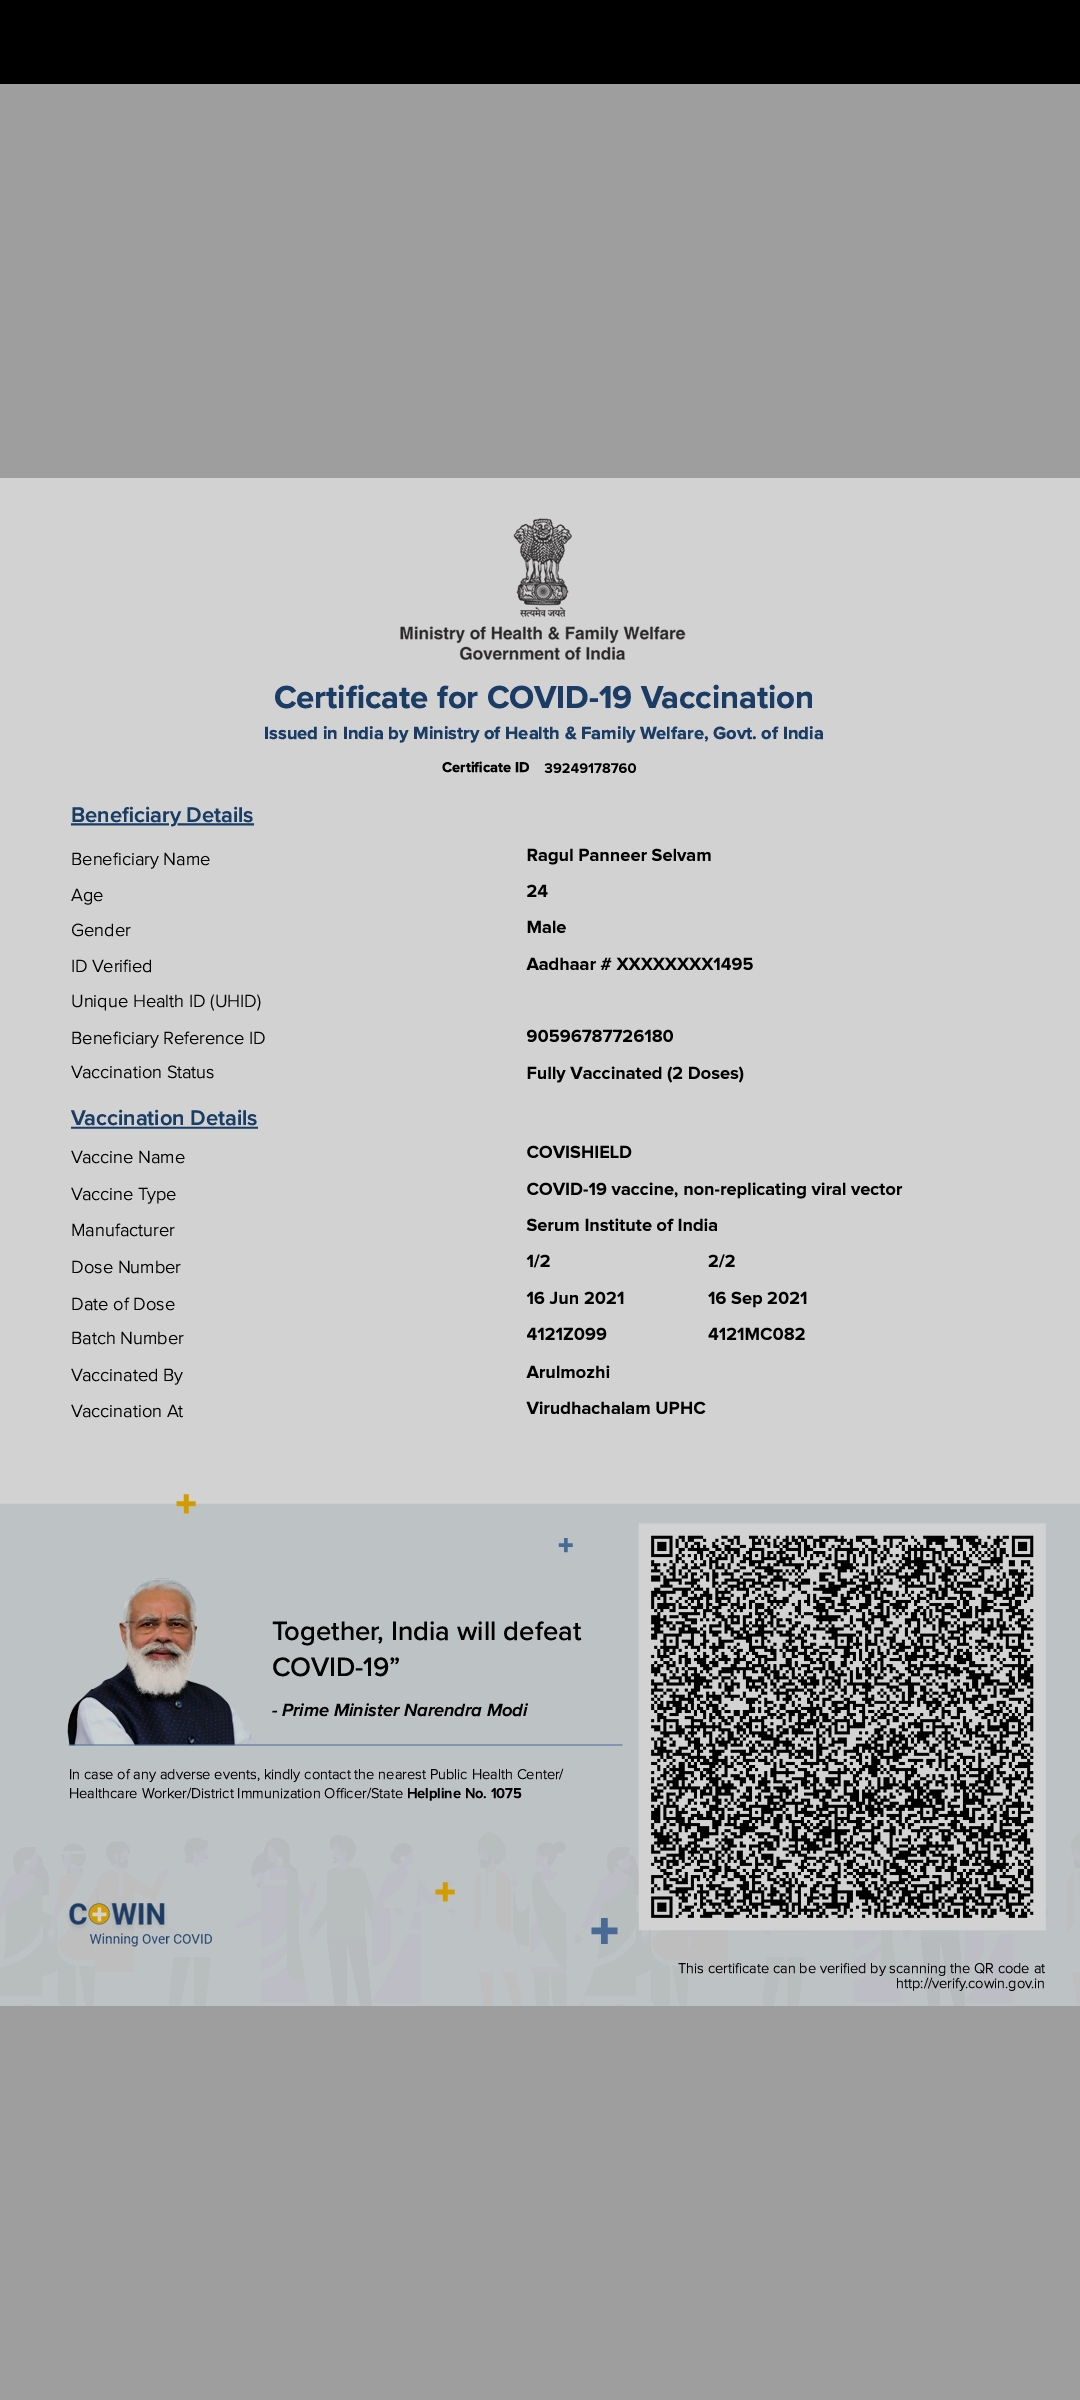 सत्यमेव जयते
Ministry of Health & Family Welfare
Government of India
Certificate for COVID-19 Vaccination
Issued in India by Ministry of Health & Family Welfare, Govt. of India
Certificate ID 39249178760
Beneficiary Details
Beneficiary Name Ragul Panneer Selvam
Age 24
Gender Male
ID Verified Aadhaar # XXXXXXXX1495
Unique Health ID (UHID)
Beneficiary Reference ID 90596787726180
Vaccination Status Fully Vaccinated (2 Doses)
Vaccination Details
Vaccine Name COVISHIELD
Vaccine Type COVID-19 vaccine, non-replicating viral vector
Manufacturer Serum Institute of India
Dose Number 1/2 2/2
Date of Dose 16 Jun 2021 16 Sep 2021
Batch Number 4121Z099 4121MC082
Vaccinated By Arulmozhi
Vaccination At Virudhachalam UPHC
Together, India will defeat
COVID-19”
- Prime Minister Narendra Modi
In case of any adverse events, kindly contact the nearest Public Health Center/
Healthcare Worker/District Immunization Officer/State Helpline No. 1075
COWIN
Winning Over COVID
This certificate can be verified by scanning the QR code at
http://verify.cowin.gov.in